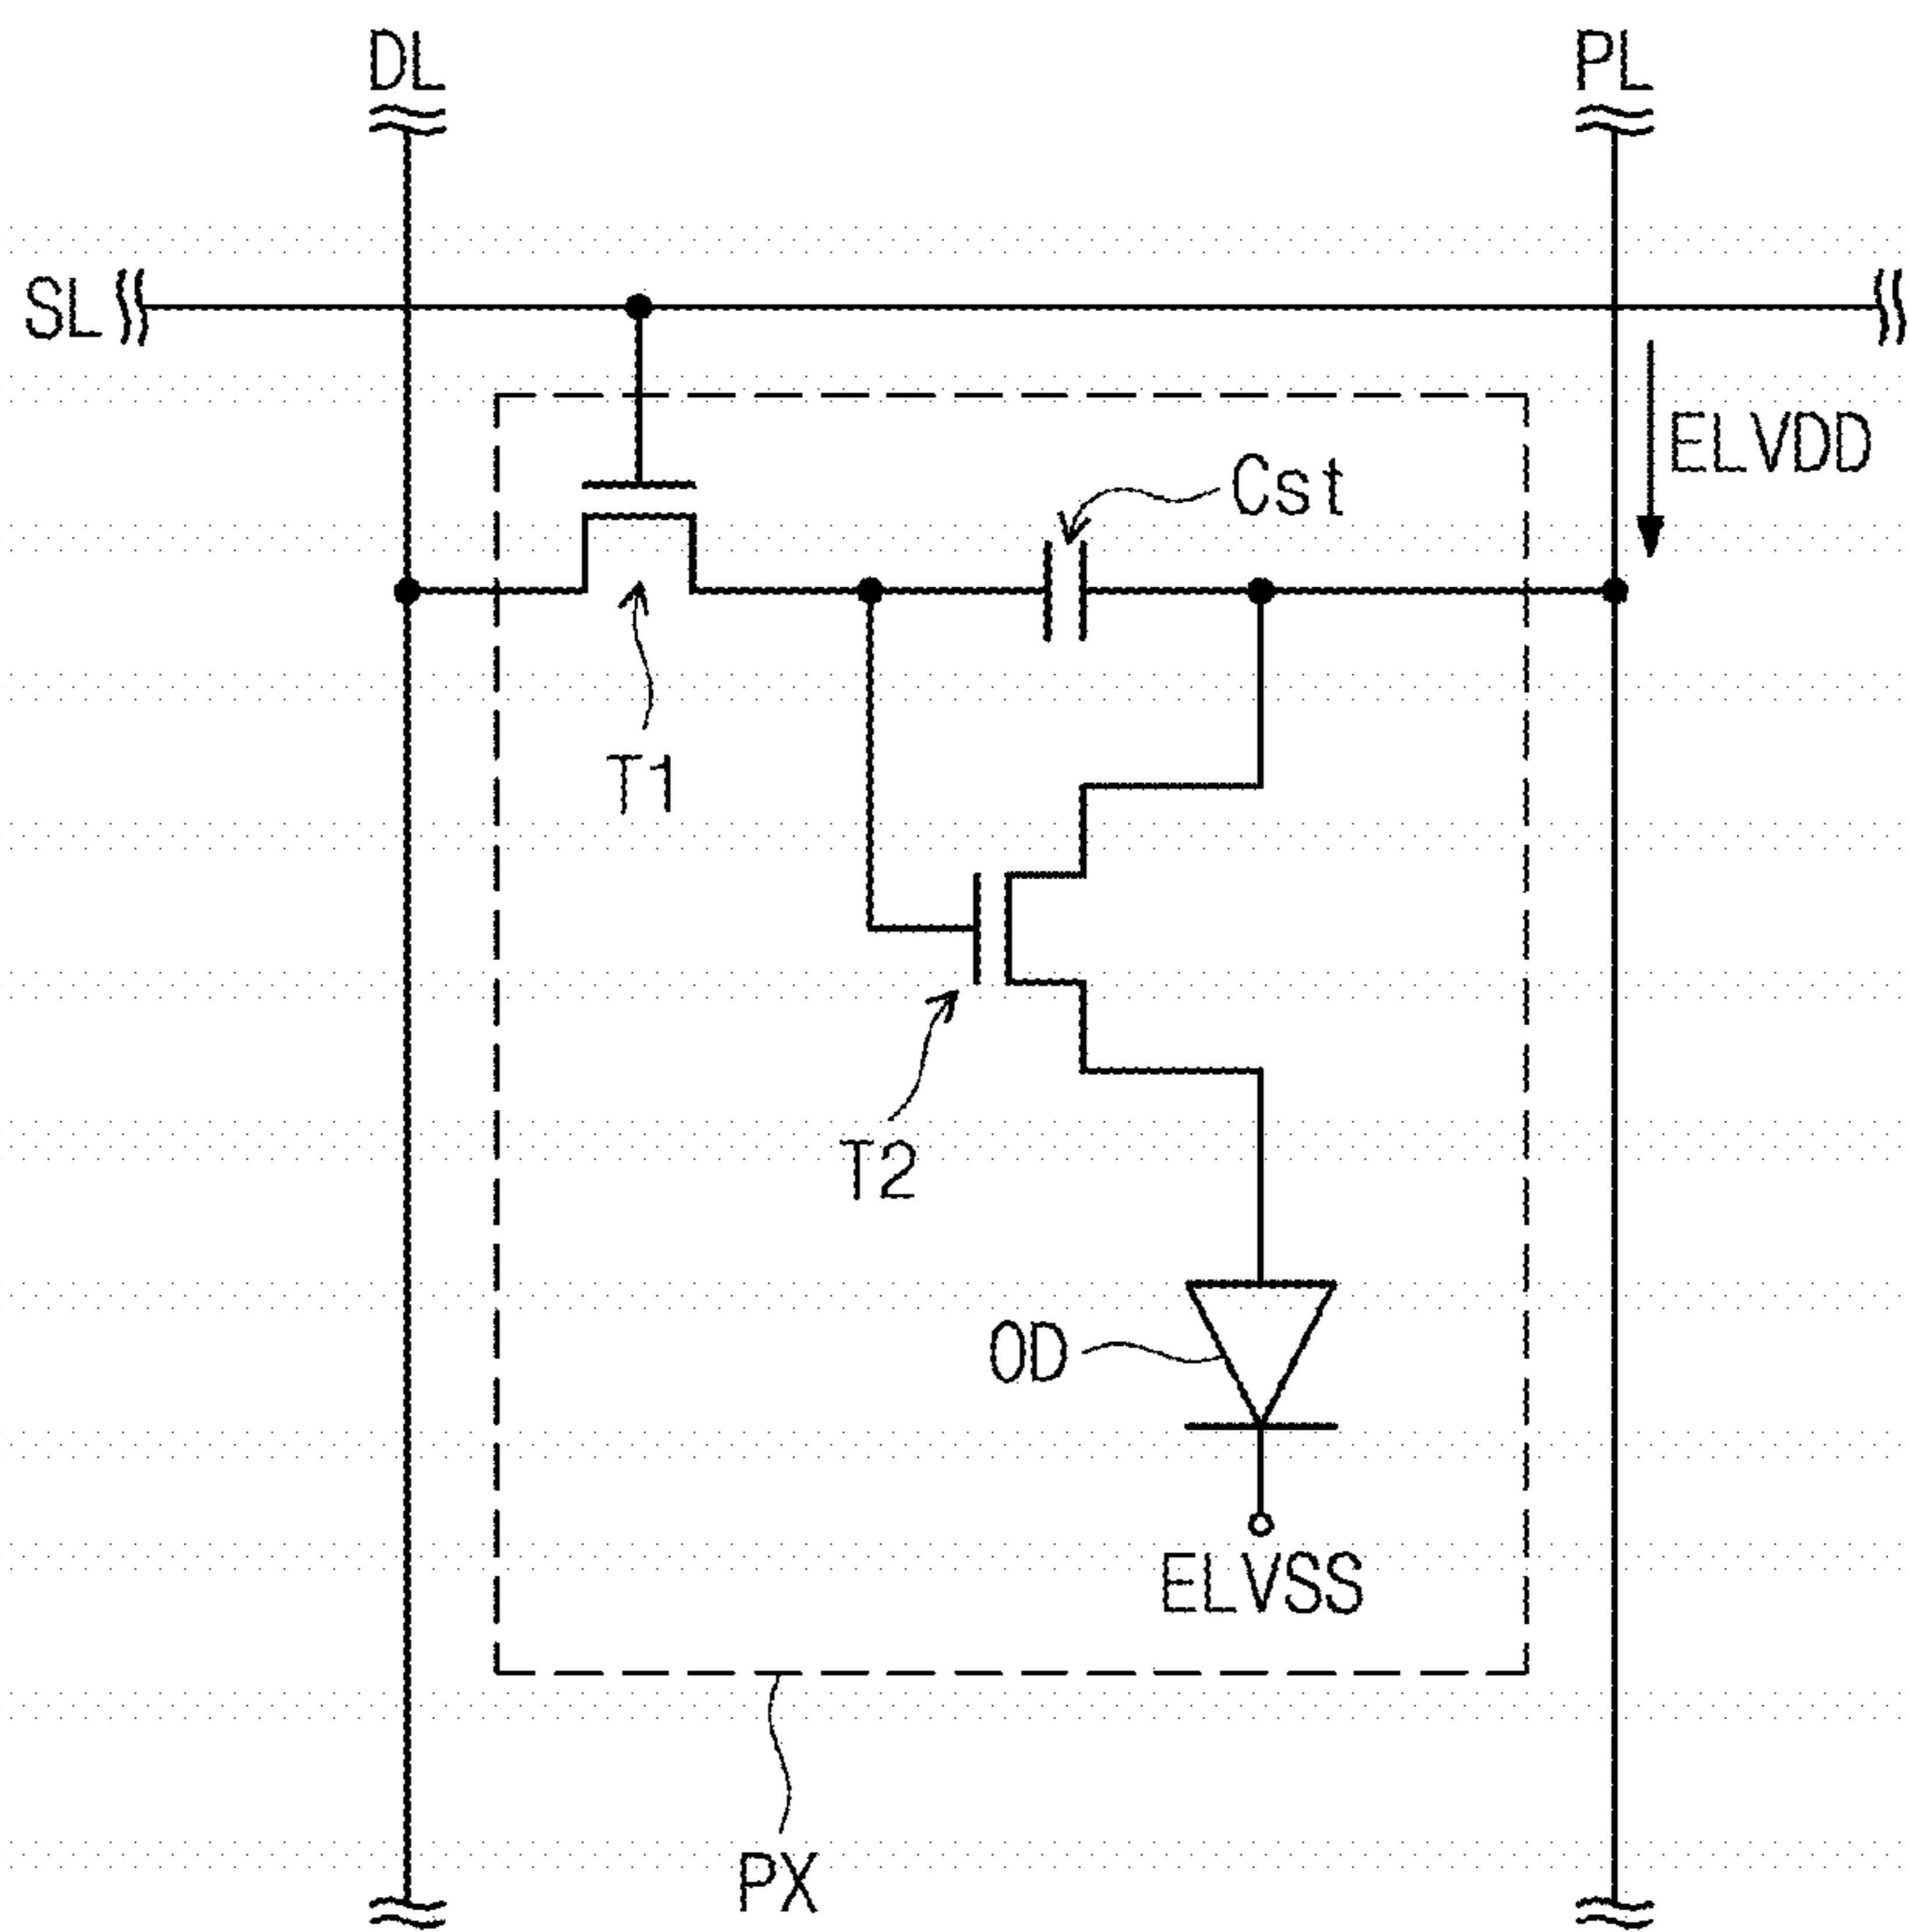 DL
PL
SL
ELVDD
Cst
T1
T2
OD
ELVSS
PX